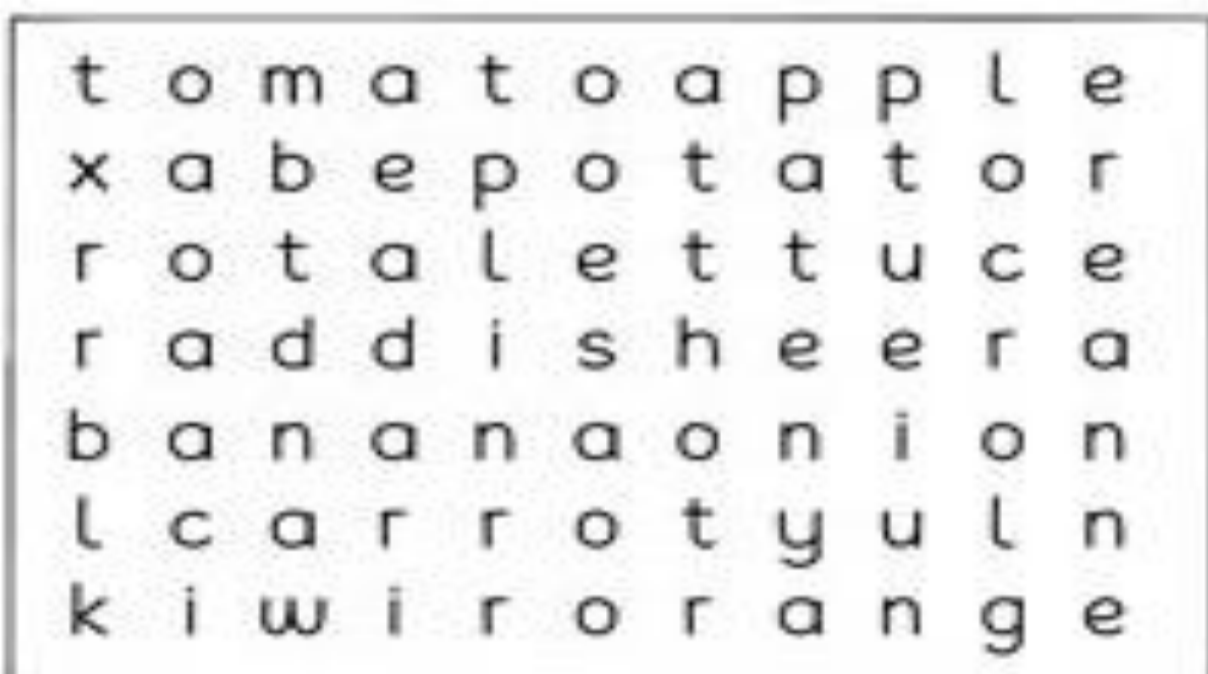 t o m a t o a p p l e
x a b e p o t a t o r
r o t a l e t t u c e
r a d d i s h e e r a
b a n a n a o n i o n
l c a r r o t y u l n
k i w i r o r a n g e